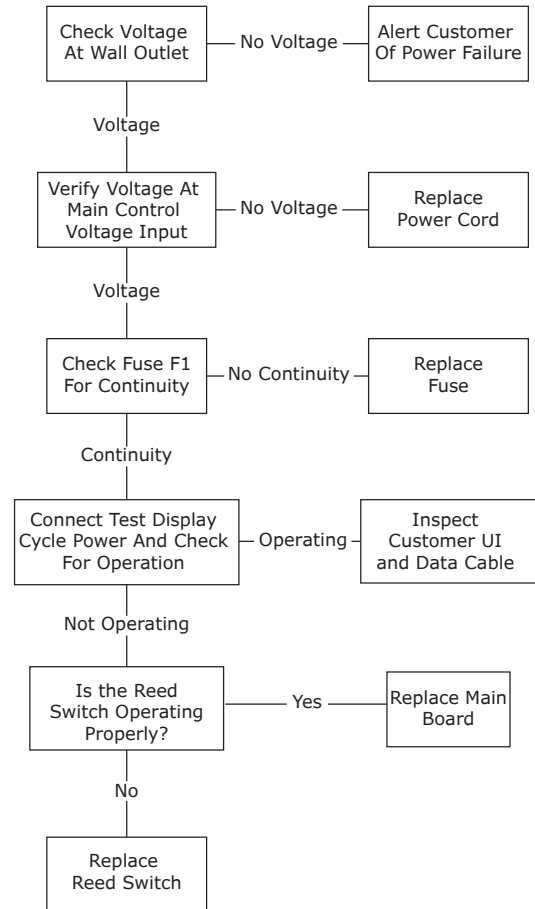 Check Voltage
At Wall Outlet
No Voltage
Alert Customer
Of Power Failure
Voltage
Verify Voltage At
Main Control
Voltage Input
No Voltage
Replace
Power Cord
Voltage
Check Fuse F1
For Continuity
No Continuity
Replace
Fuse
Continuity
Connect Test Display
Cycle Power And Check
For Operation
Operating
Inspect
Customer UI
and Data Cable
Not Operating
Is the Reed
Switch Operating
Properly?
Yes
Replace Main
Board
No
Replace
Reed Switch